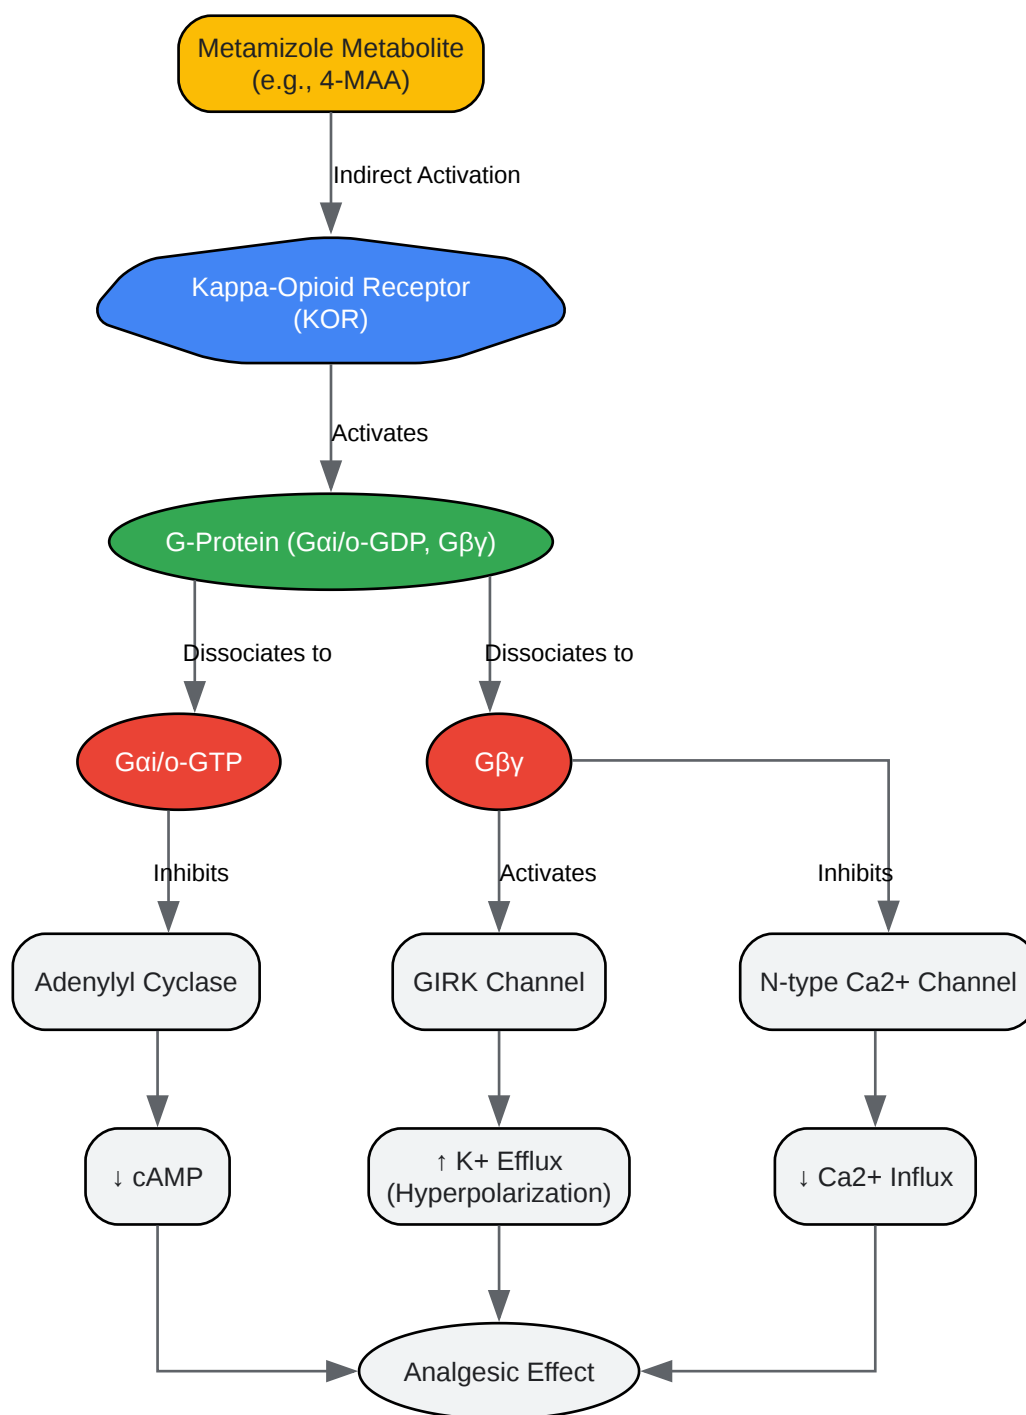 Metamizole Metabolite
(e.g., 4-MAA)
Indirect Activation
Kappa-Opioid Receptor
(KOR)
Activates
G-Protein (Gαi/o-GDP, Gβγ)
Dissociates to
Dissociates to
Gαi/o-GTP
Gβγ
Inhibits
Activates
Inhibits
Adenylyl Cyclase
GIRK Channel
N-type Ca2+ Channel
↓ cAMP
↑ K+ Efflux
(Hyperpolarization)
↓ Ca2+ Influx
Analgesic Effect